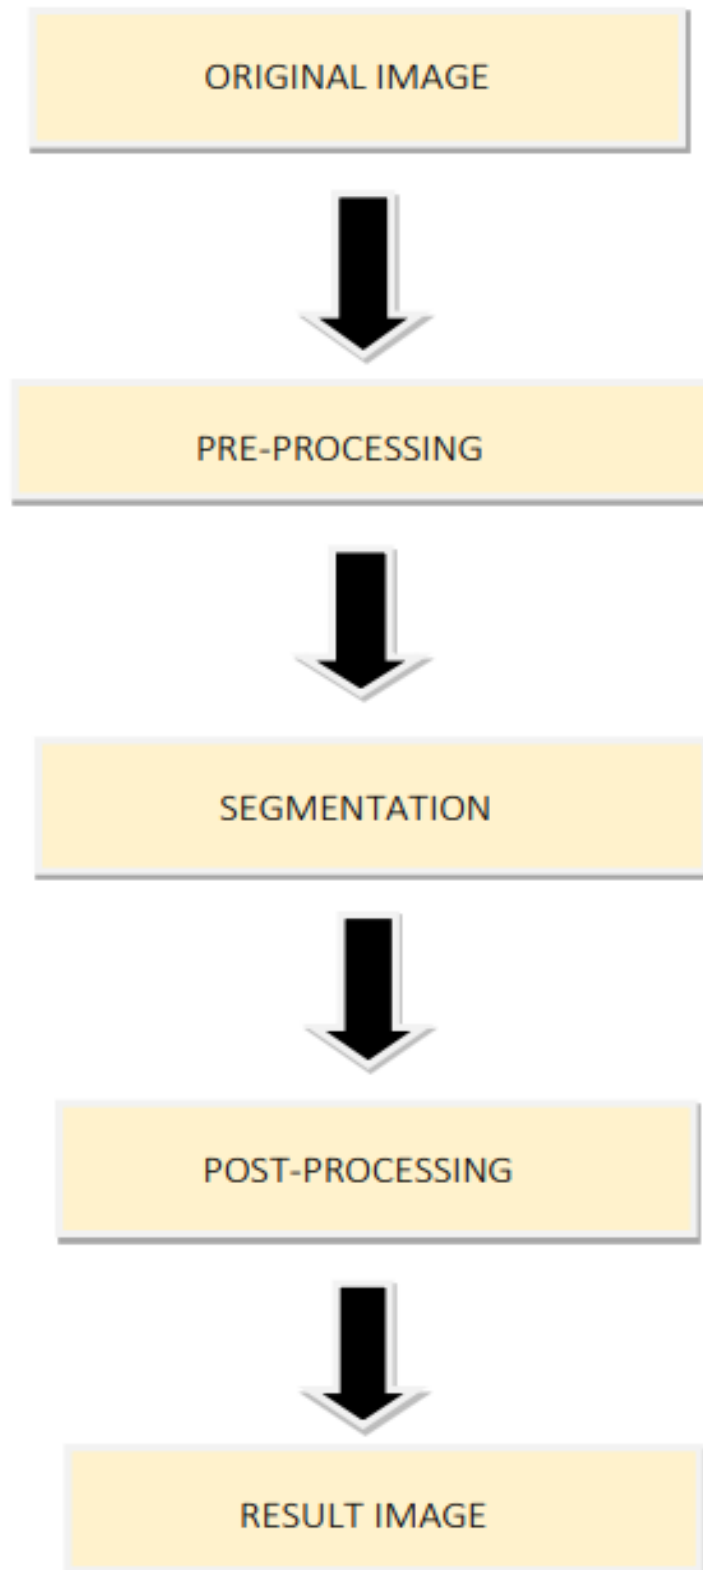 ORIGINAL IMAGE
PRE-PROCESSING
SEGMENTATION
POST-PROCESSING
RESULT IMAGE